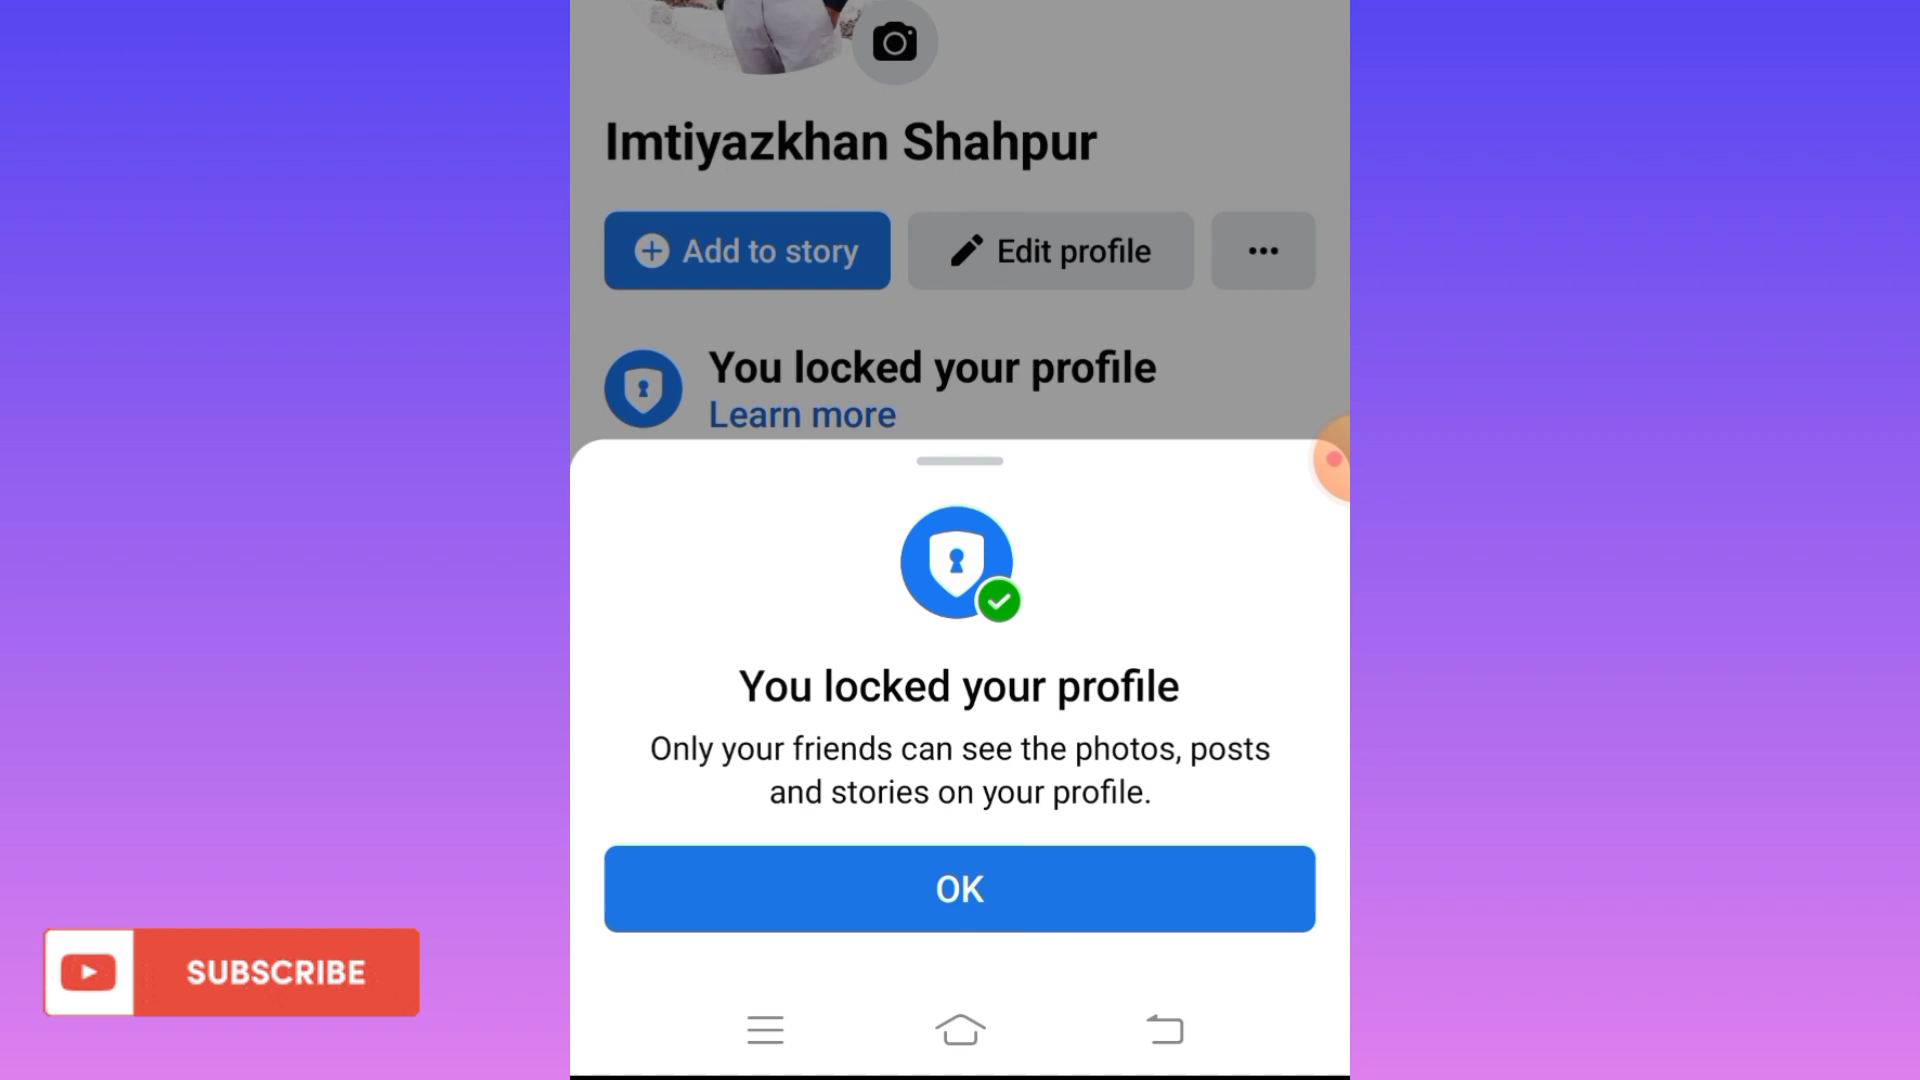 Imtiyazkhan Shahpur
Add to story
Edit profile
You locked your profile
Learn more
You locked your profile
Only your friends can see the photos, posts
and stories on your profile.
OK
SUBSCRIBE